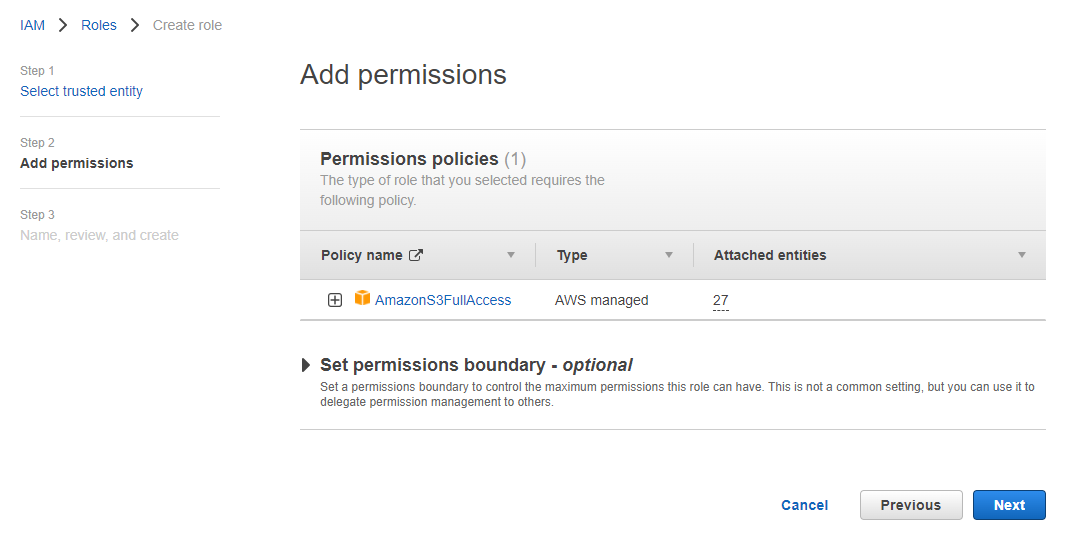 IAM > Roles > Create role
Step 1
Select trusted entity
Step 2
Add permissions
Step 3
Name, review, and create
Add permissions
Permissions policies (1)
The type of role that you selected requires the
following policy.
Policy name Type Attached entities
AmazonS3FullAccess AWS managed 27
Set permissions boundary - optional
Set a permissions boundary to control the maximum permissions this role can have. This is not a common setting, but you can use it to
delegate permission management to others.
Cancel Previous Next